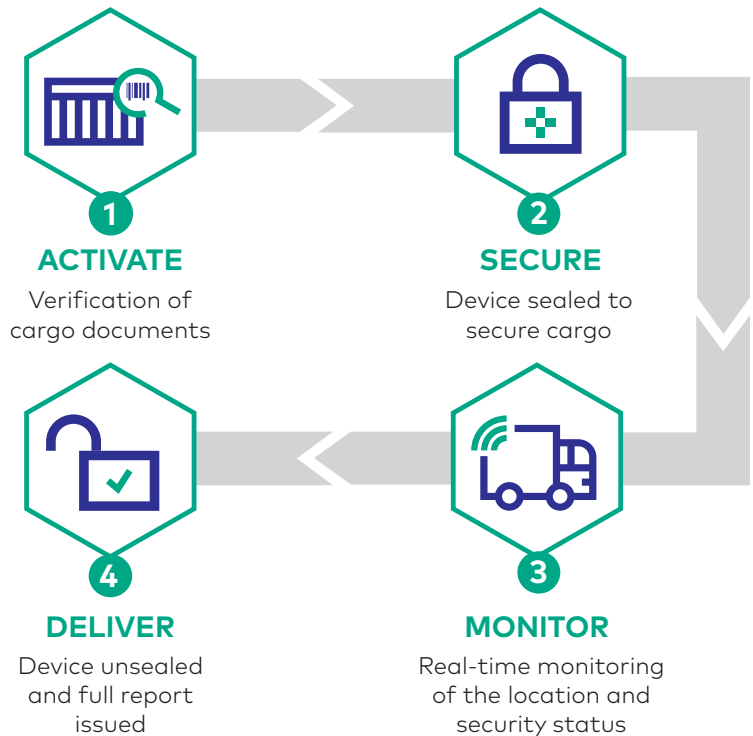 1
ACTIVATE
Verification of
cargo documents
2
SECURE
Device sealed to
secure cargo
3
MONITOR
Real-time monitoring
of the location and
security status
4
DELIVER
Device unsealed
and full report
issued